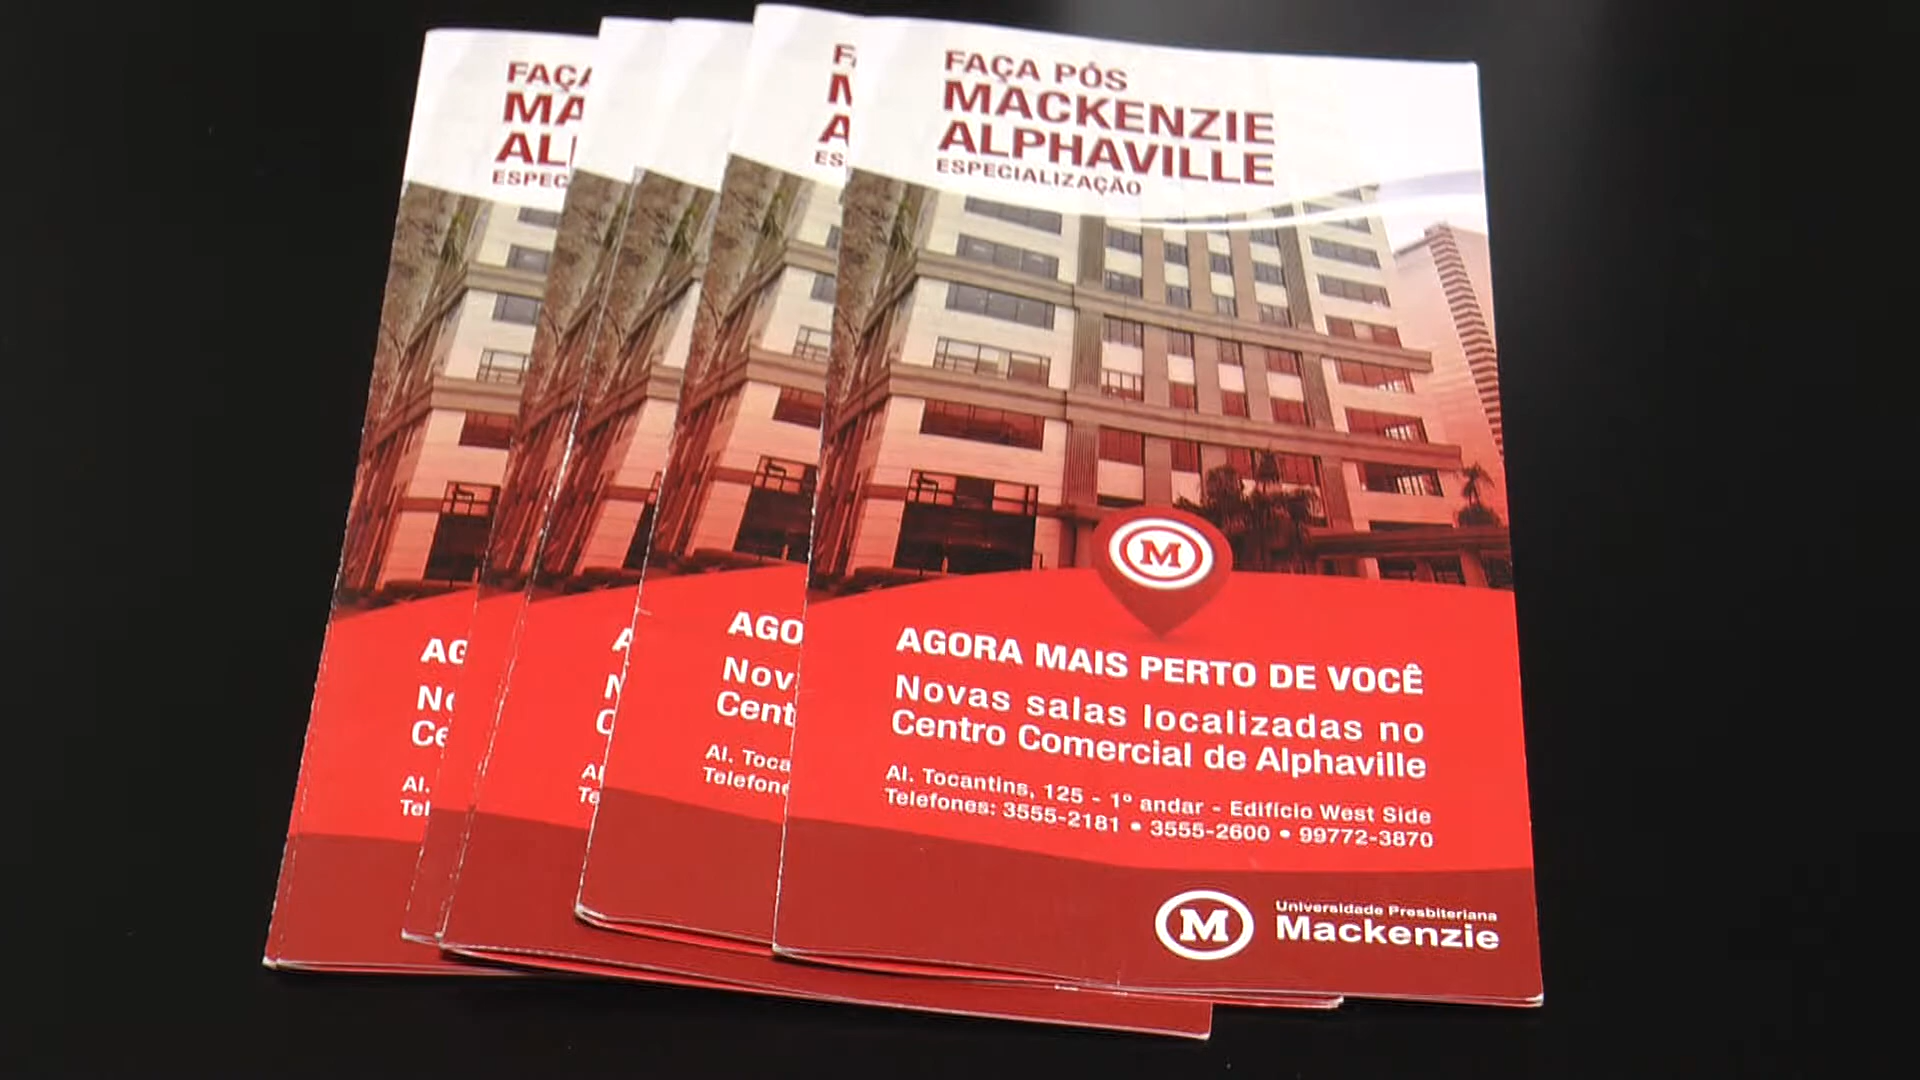 FAÇA PÓS
MACKENZIE
ALPHAVILLE
ESPECIALIZAÇÃO
M
AGORA MAIS PERTO DE VOCÊ
Novas salas localizadas no
Centro Comercial de Alphaville
Al. Tocantins, 125 - 1º andar - Edifício West Side
Telefones: 3555-2181 • 3555-2600 • 99772-3870
M
Universidade Presbiteriana
Mackenzie